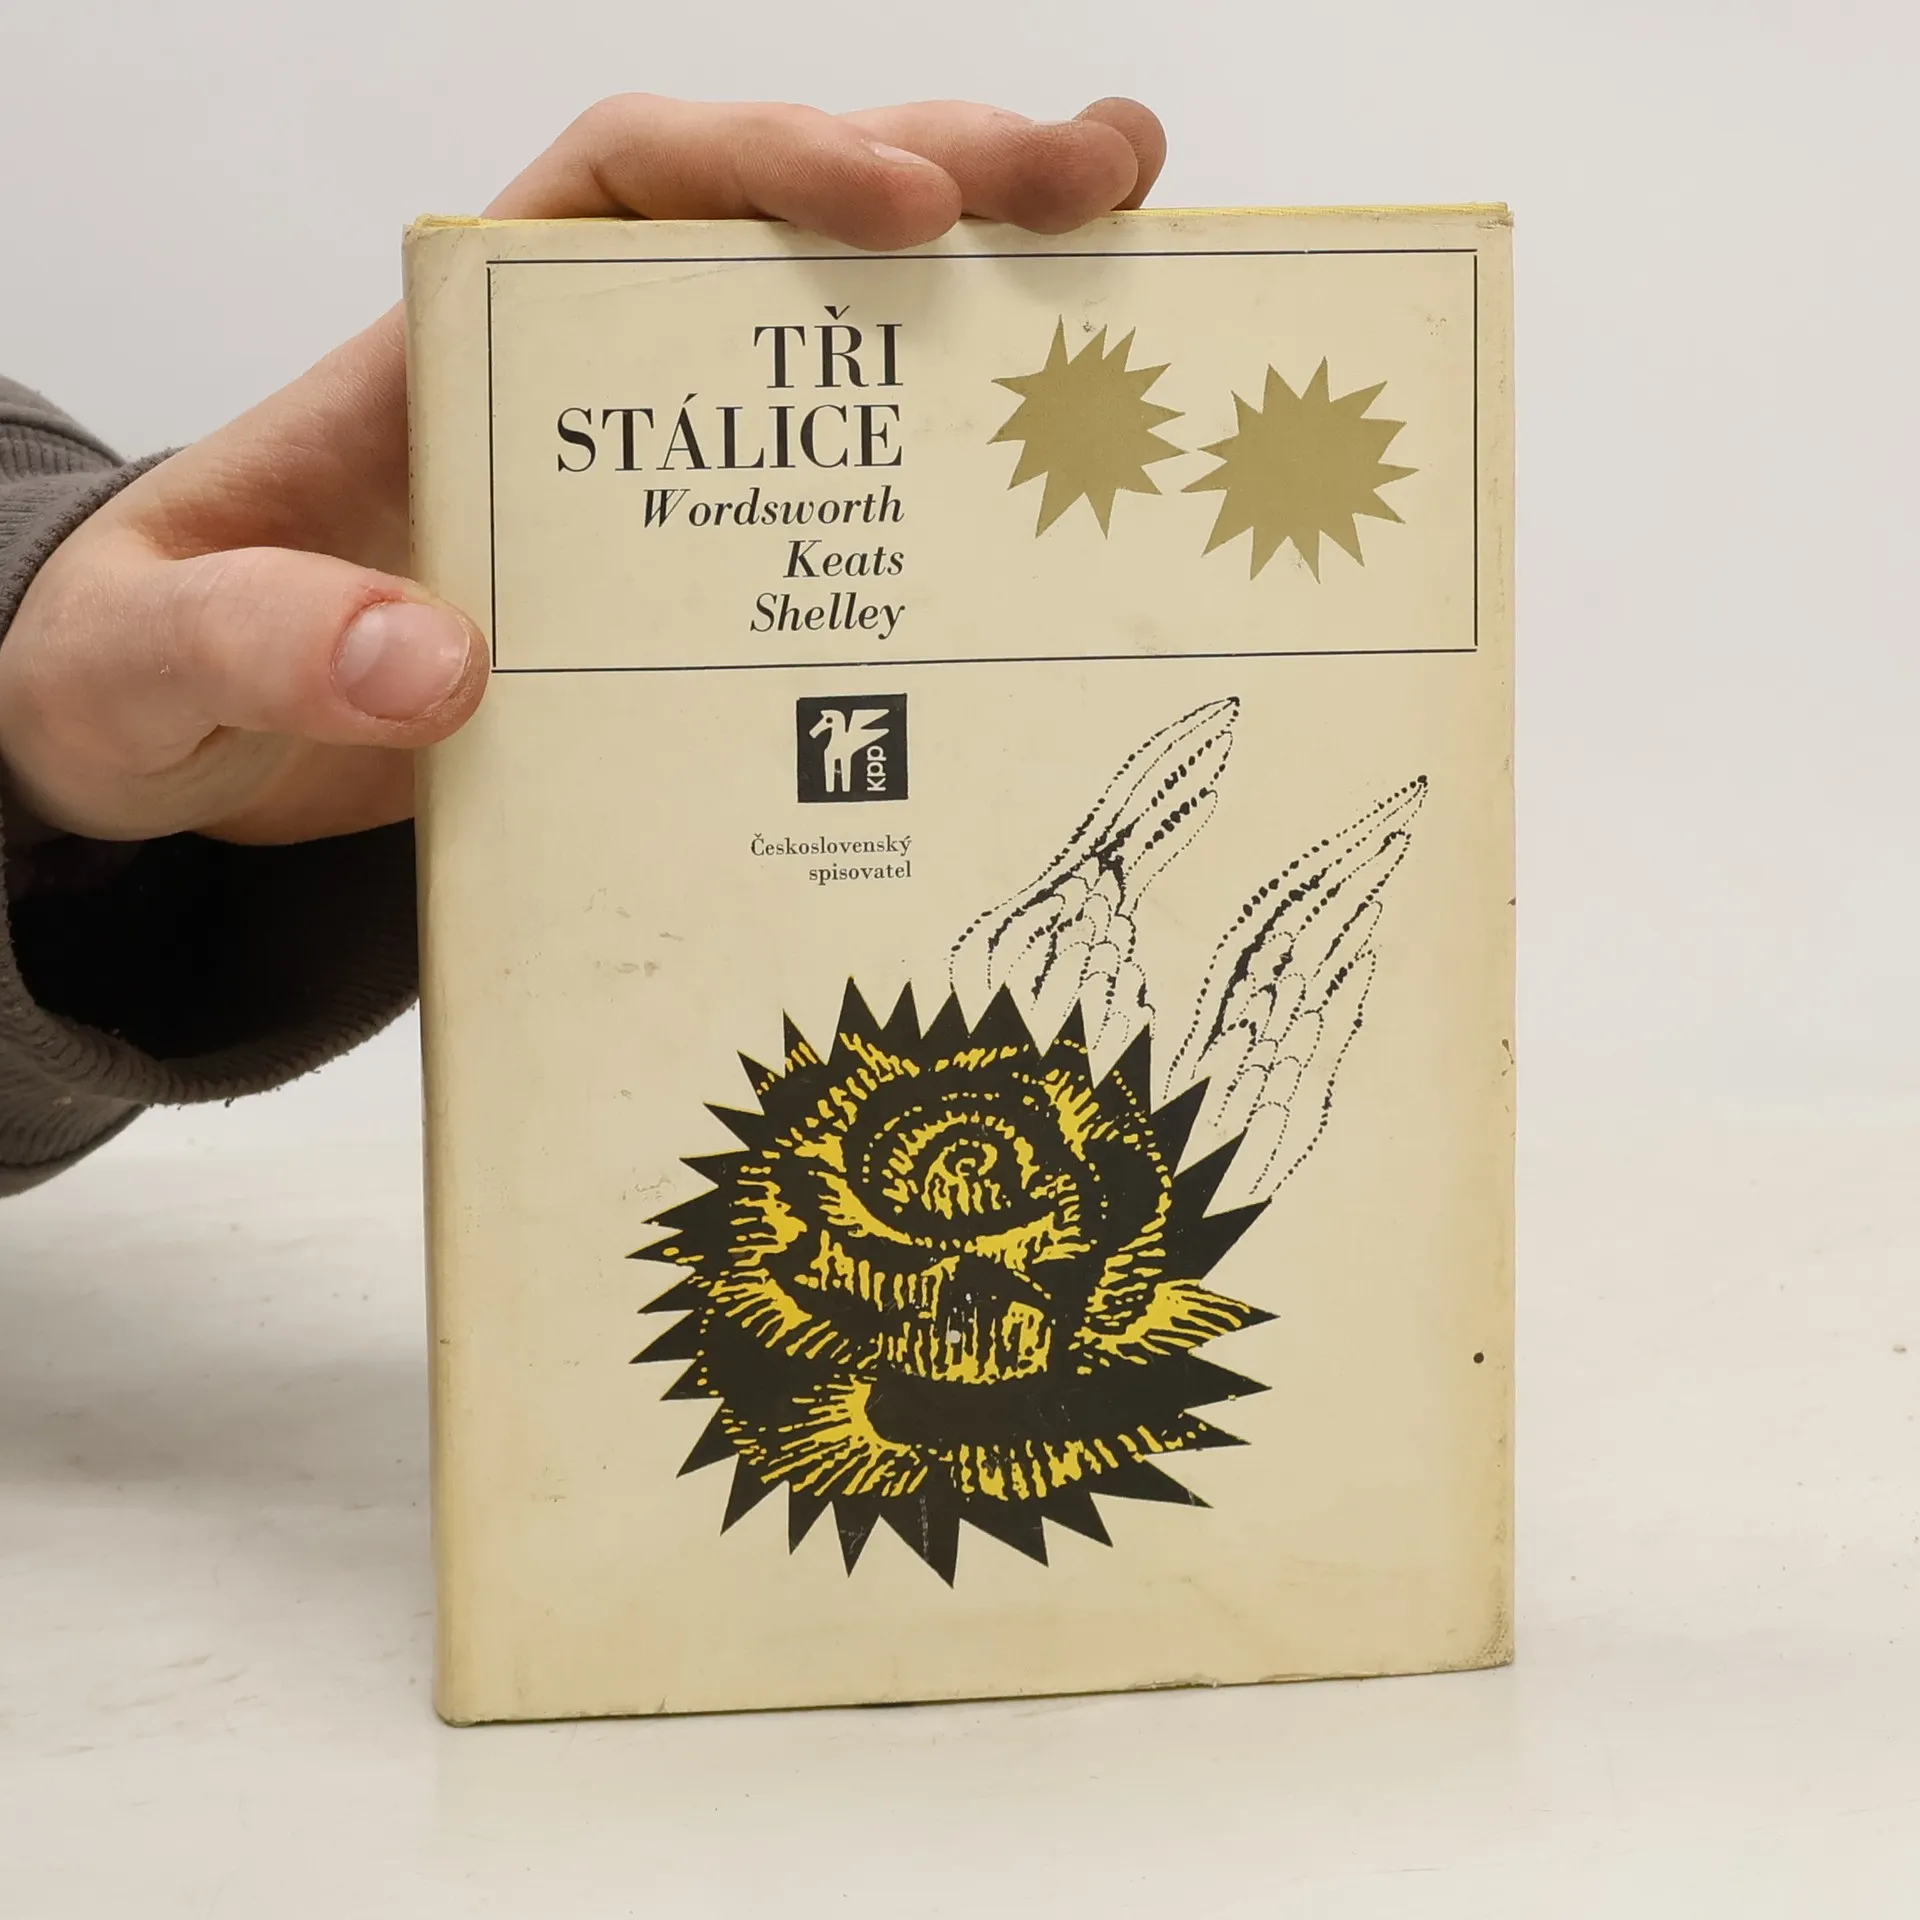 TŘI
STÁLICE
Wordsworth
Keats
Shelley
kpp
Československý
spisovatel